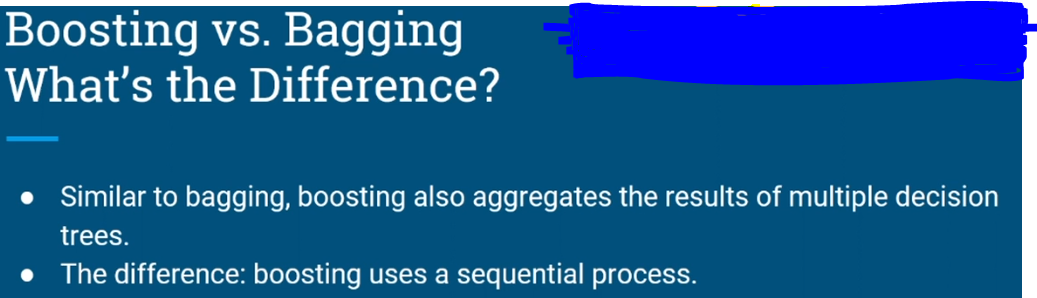 Boosting vs. Bagging
What's the Difference?
● Similar to bagging, boosting also aggregates the results of multiple decision
trees.
● The difference: boosting uses a sequential process.